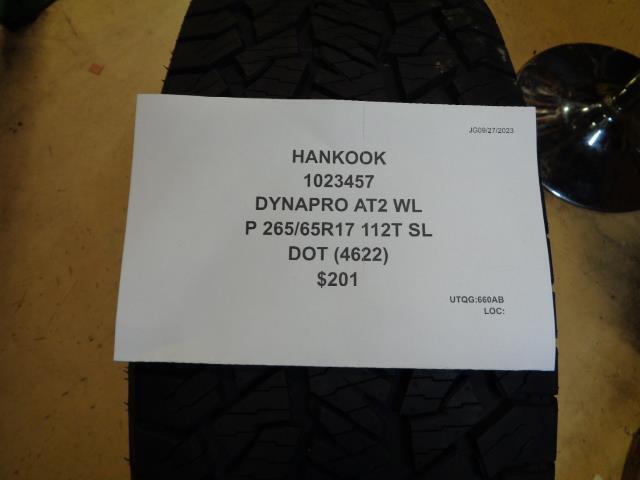 JG09/27/2023
HANKOOK
1023457
DYNAPRO AT2 WL
P 265/65R17 112T SL
DOT (4622)
$201
UTQG:660AB
LOC: